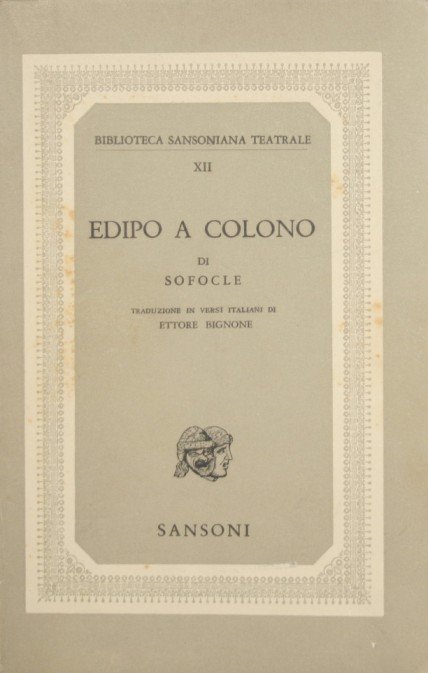 BIBLIOTECA SANSONIANA TEATRALE
XII
EDIPO A COLONO
DI
SOFOCLE
TRADUZIONE IN VERSI ITALIANI DI
ETTORE BIGNONE
SANSONI